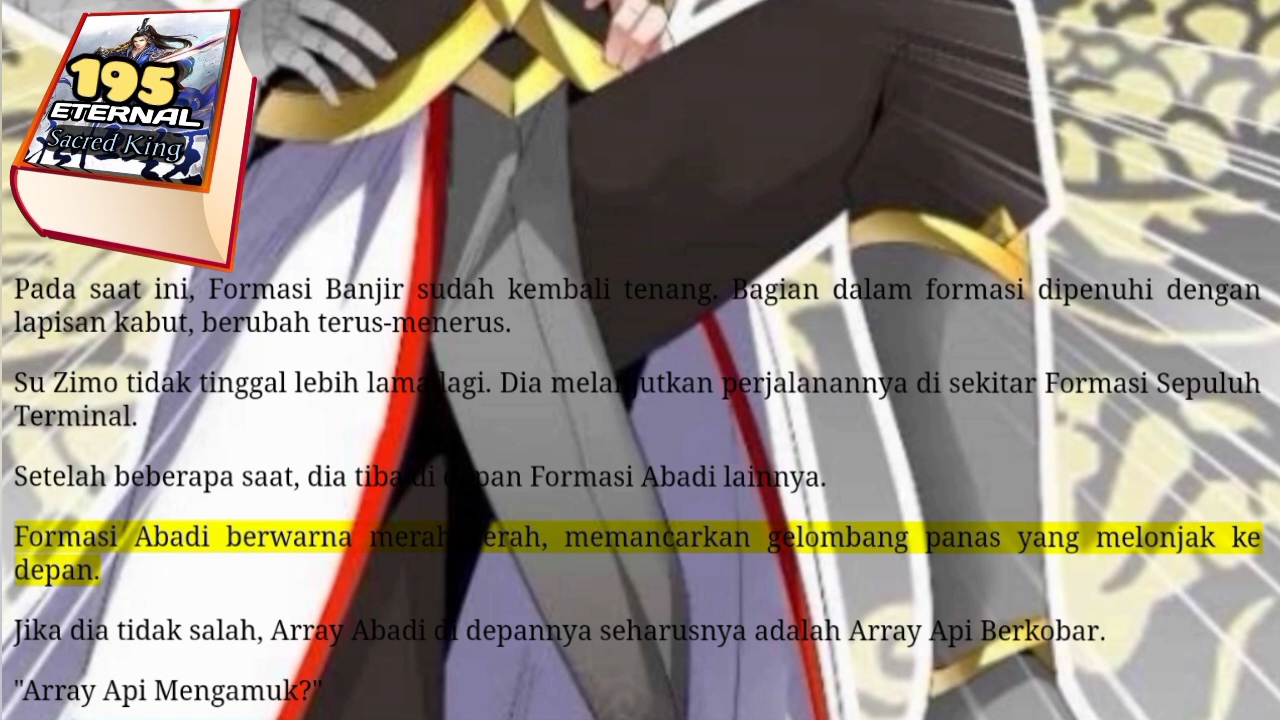 195
ETERNAL
Sacred King
Pada saat ini, Formasi Banjir sudah kembali tenang. Bagian dalam formasi dipenuhi dengan
lapisan kabut, berubah terus-menerus.
Su Zimo tidak tinggal lebih lama lagi. Dia melanjutkan perjalanannya di sekitar Formasi Sepuluh
Terminal.
Setelah beberapa saat, dia tiba di depan Formasi Abadi lainnya.
Formasi Abadi berwarna merah cerah, memancarkan gelombang panas yang melonjak ke
depan.
Jika dia tidak salah, Array Abadi di depannya seharusnya adalah Array Api Berkobar.
"Array Api Mengamuk?"